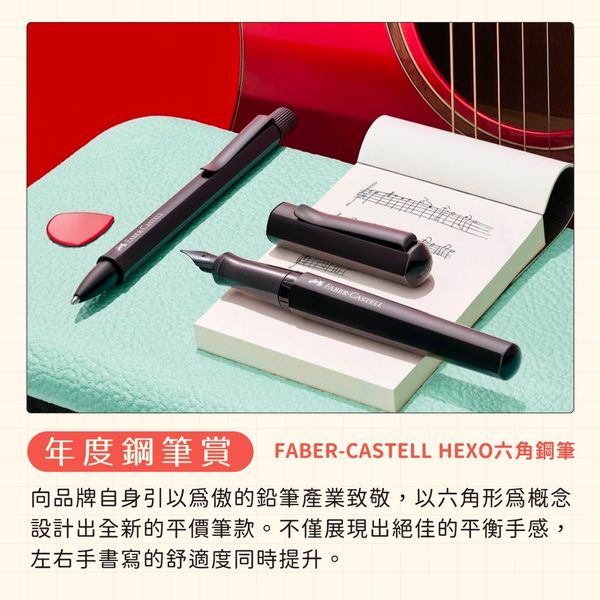 FABER-CASTELL
FABER-CASTELL
年度鋼筆賞
FABER-CASTELL HEXO六角鋼筆
向品牌自身引以爲傲的鉛筆產業致敬，以六角形爲概念
設計出全新的平價筆款。不僅展現出絕佳的平衡手感，
左右手書寫的舒適度同時提升。